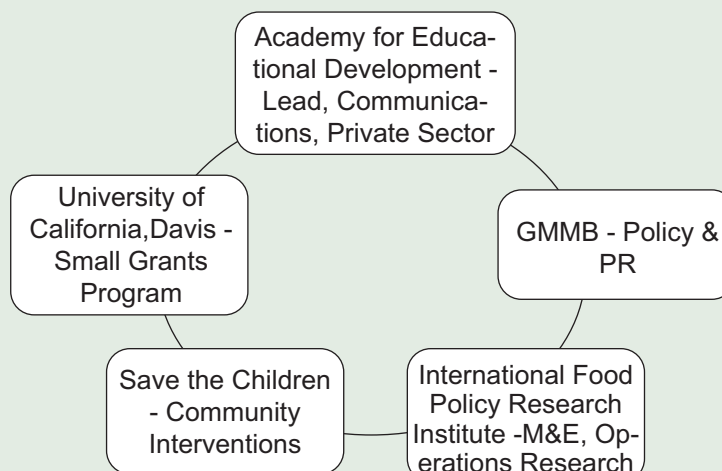 Academy for Educa-
tional Development -
Lead, Communica-
tions, Private Sector
University of
California,Davis -
Small Grants
Program
GMMB - Policy &
PR
Save the Children
- Community
Interventions
International Food
Policy Research
Institute -M&E, Op-
erations Research